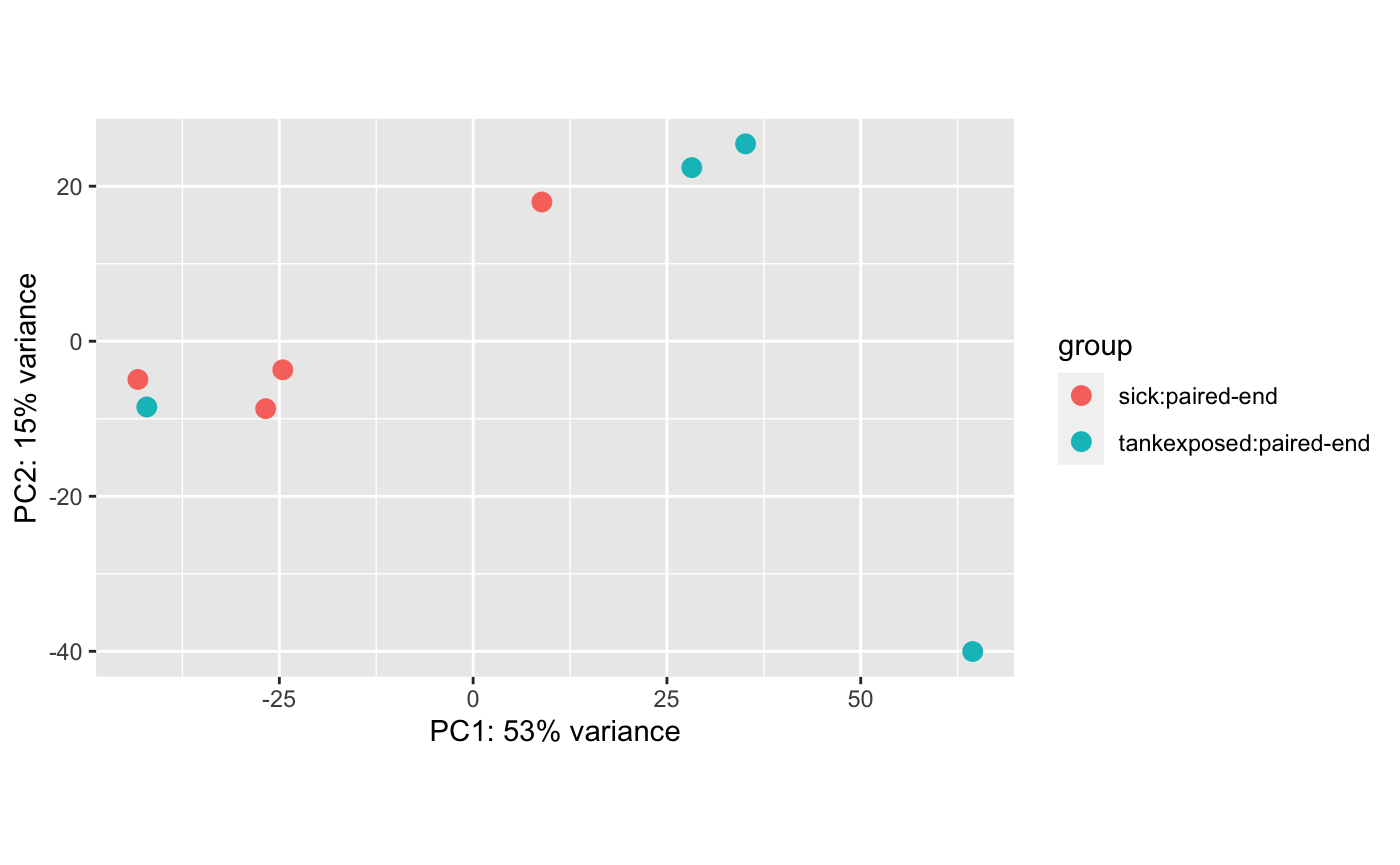 20
0
-20
-40
-25
0
25
50
PC1: 53% variance
PC2: 15% variance
group
sick:paired-end
tankexposed:paired-end